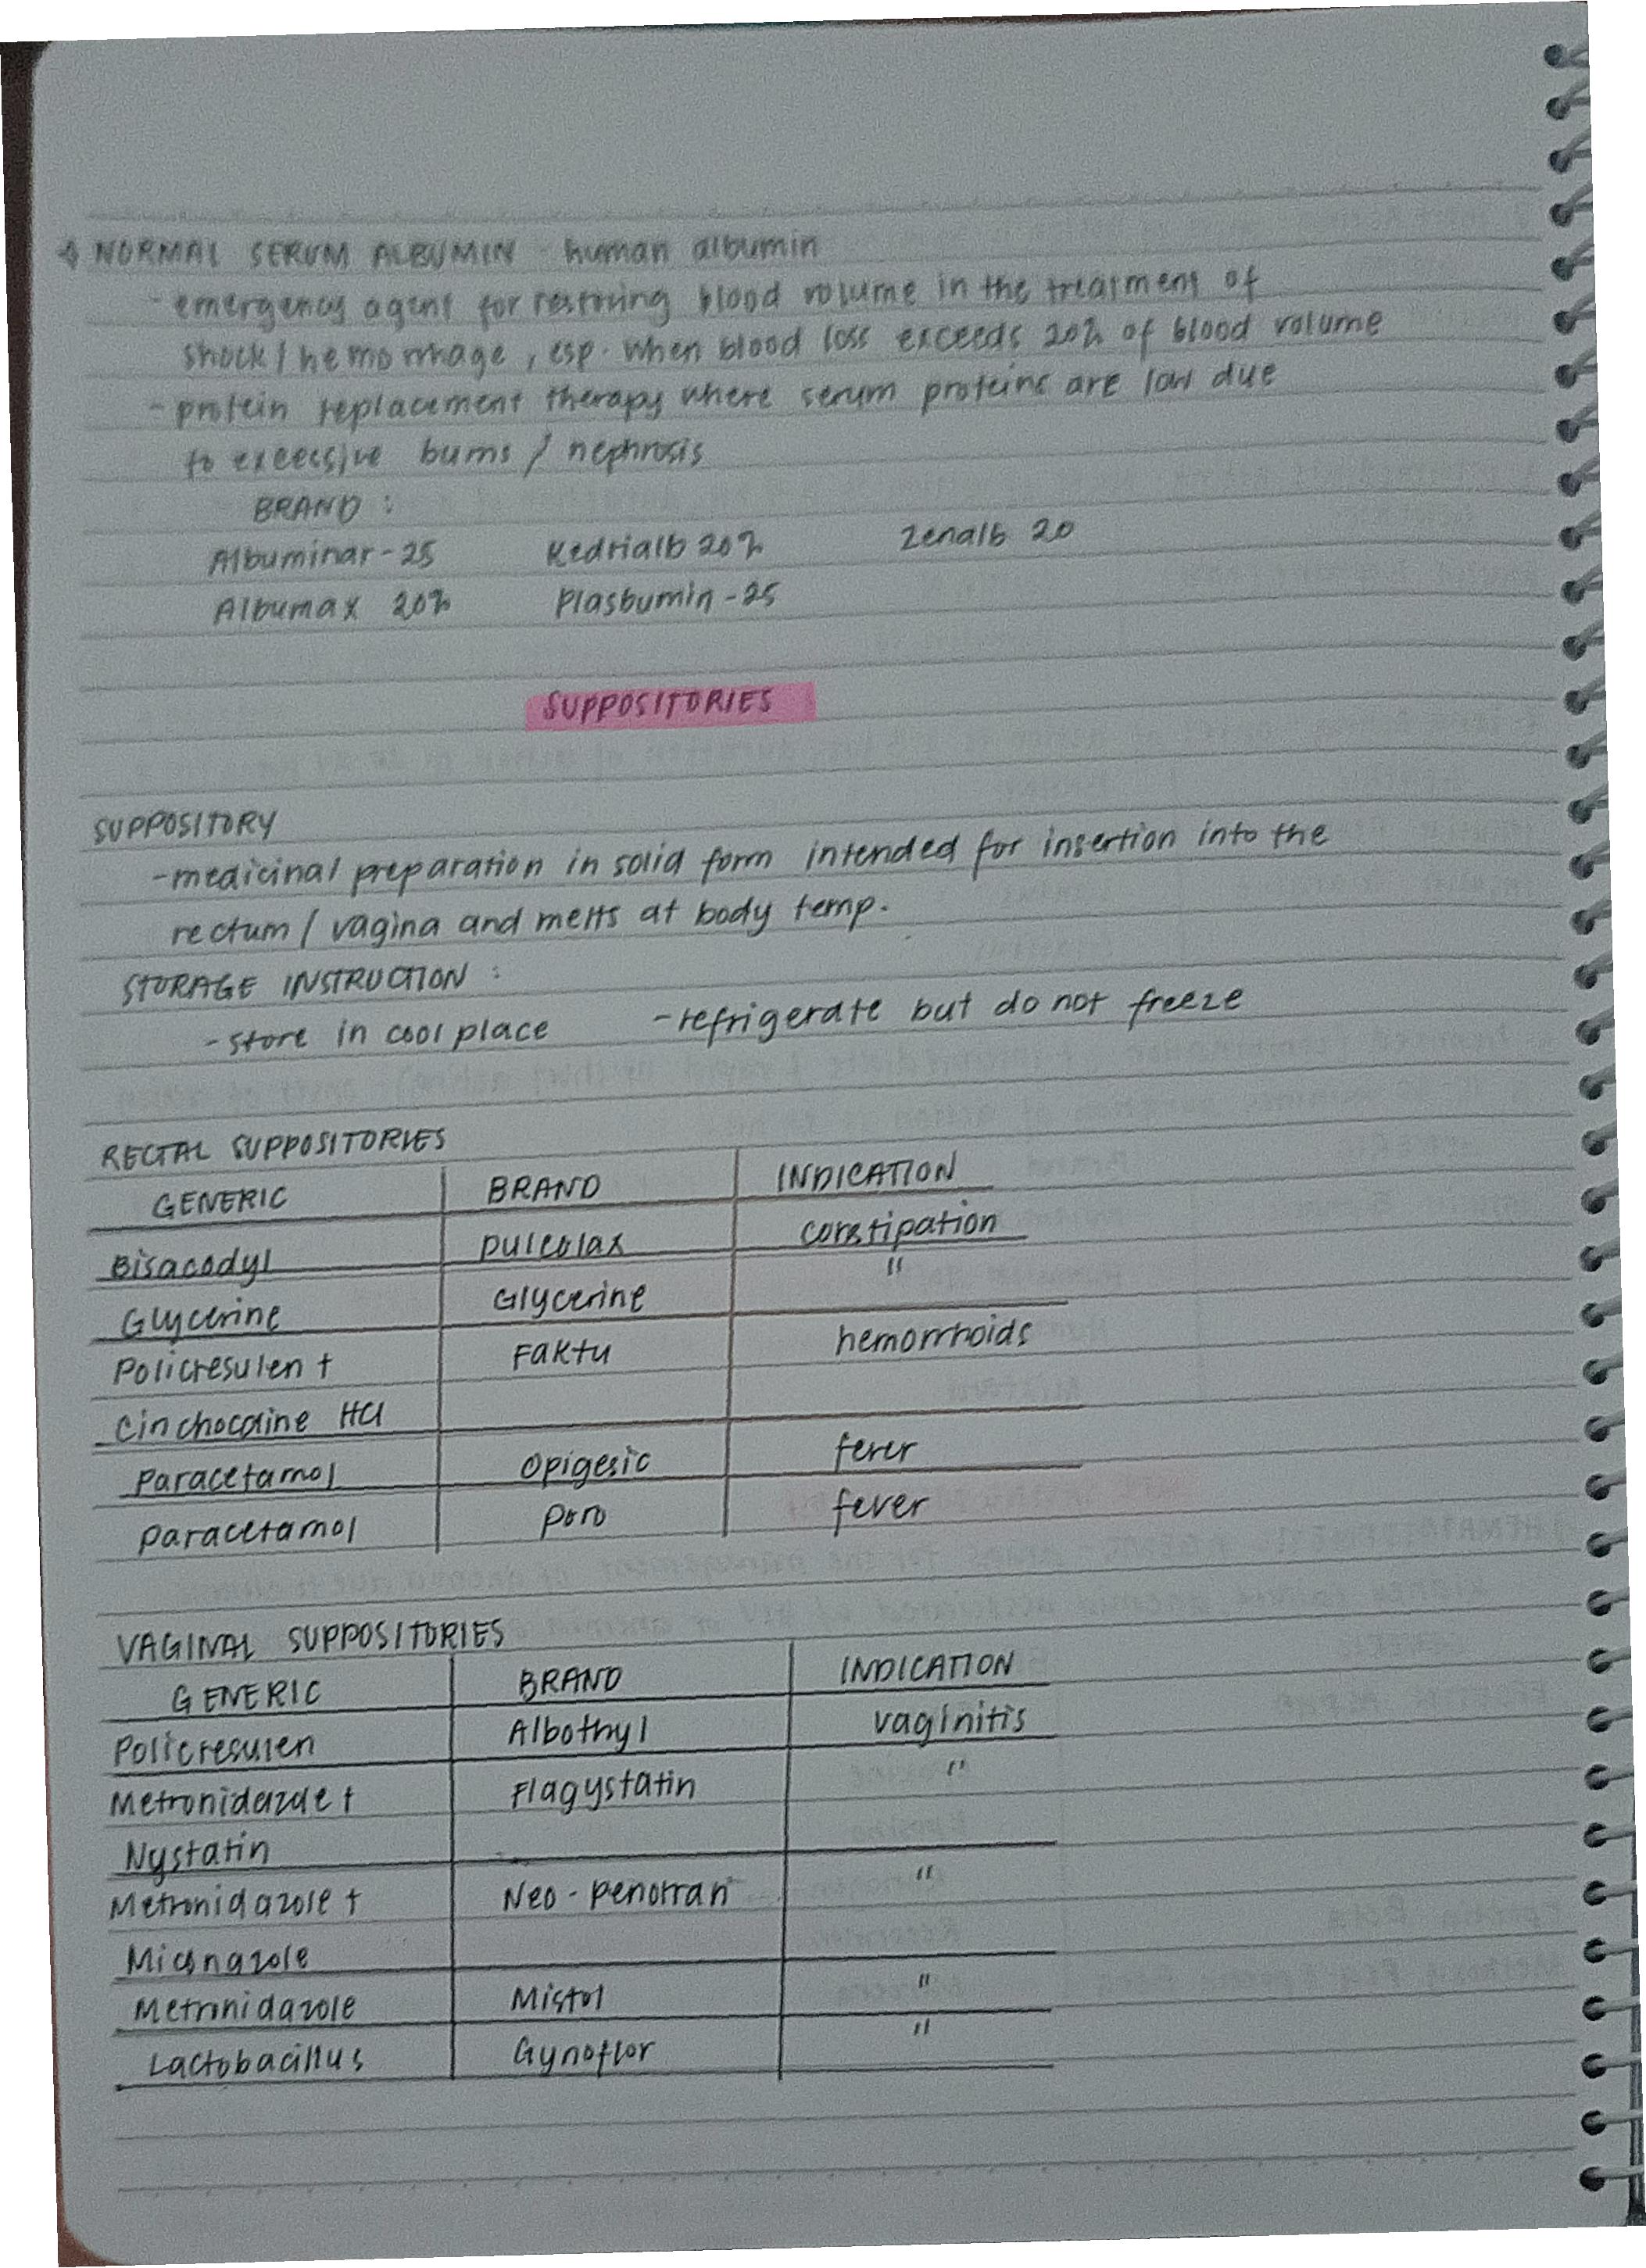 NORMAL SERUM ALBUMIN - human albumin
- emergency agent for restoring blood volume in the treatment of
shock / hemorrhage, esp. when blood loss exceeds 20% of blood volume
- protein replacement therapy where serum proteins are low due
to excessive burns / nephrosis
BRAND :
Albuminar - 25 Kedrialb 20% Zenalb 20
Albumax 20% Plasbumin - 25
SUPPOSITORIES
SUPPOSITORY
- medicinal preparation in solid form intended for insertion into the
rectum / vagina and melts at body temp.
STORAGE INSTRUCTION :
- store in cool place - refrigerate but do not freeze
RECTAL SUPPOSITORIES
GENERIC BRAND INDICATION
Bisacodyl Dulcolax constipation
Glycerine Glycerine "
Policresulen + Faktu hemorrhoids
Cinchocaine HCl
Paracetamol Opigesic fever
Paracetamol Poro fever
VAGINAL SUPPOSITORIES
GENERIC BRAND INDICATION
Policresulen Albothyl vaginitis
Metronidazole + Flagystatin "
Nystatin
Metronidazole + Neo - Penotran "
Miconazole
Metronidazole Mistol "
Lactobacillus Gynoflor "